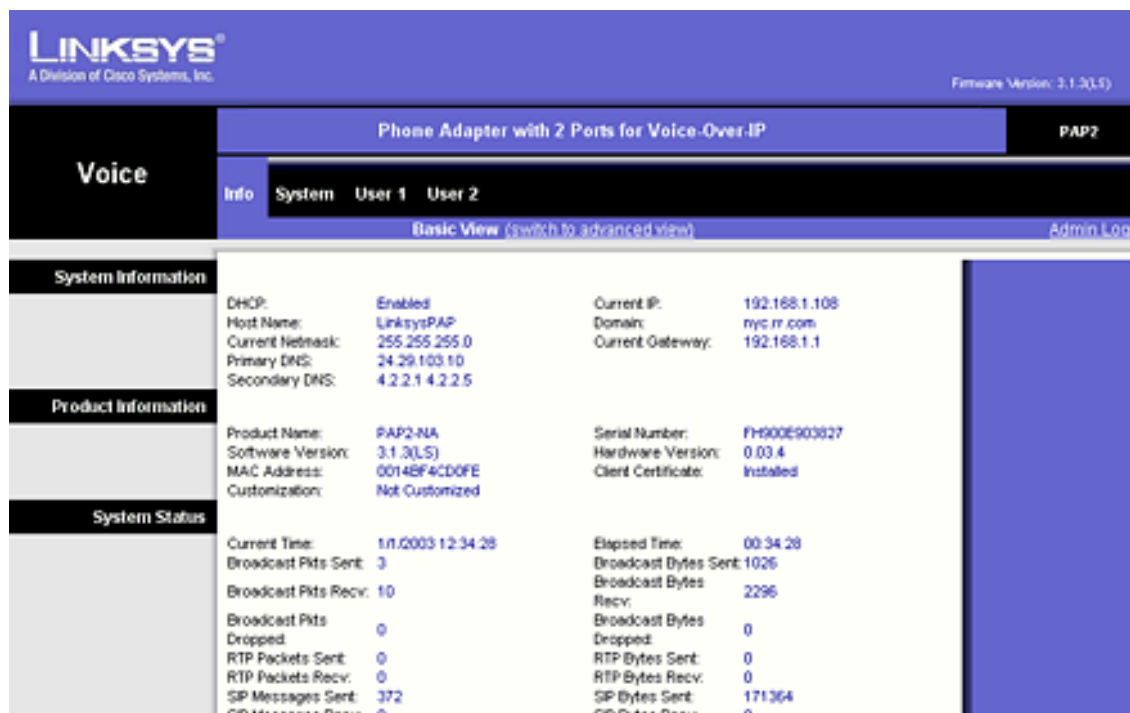 LINKSYS®
A Division of Cisco Systems, Inc.
Firmware Version: 3.1.3(LS)
Phone Adapter with 2 Ports for Voice-Over-IP PAP2
Voice
Info System User 1 User 2
Basic View (switch to advanced view) Admin Log
System Information
DHCP: Enabled Current IP: 192.168.1.108
Host Name: LinksysPAP Domain: nyc.rr.com
Current Netmask: 255.255.255.0 Current Gateway: 192.168.1.1
Primary DNS: 24.29.103.10
Secondary DNS: 4.2.2.1 4.2.2.5
Product Information
Product Name: PAP2-NA Serial Number: FH900E903827
Software Version: 3.1.3(LS) Hardware Version: 0.03.4
MAC Address: 0014BF4CD0FE Client Certificate: Installed
Customization: Not Customized
System Status
Current Time: 1/1/2003 12:34:28 Elapsed Time: 00:34:28
Broadcast Pkts Sent: 3 Broadcast Bytes Sent: 1026
Broadcast Pkts Recv: 10 Broadcast Bytes Recv: 2296
Broadcast Pkts Dropped: 0 Broadcast Bytes Dropped: 0
RTP Packets Sent: 0 RTP Bytes Sent: 0
RTP Packets Recv: 0 RTP Bytes Recv: 0
SIP Messages Sent: 372 SIP Bytes Sent: 171364